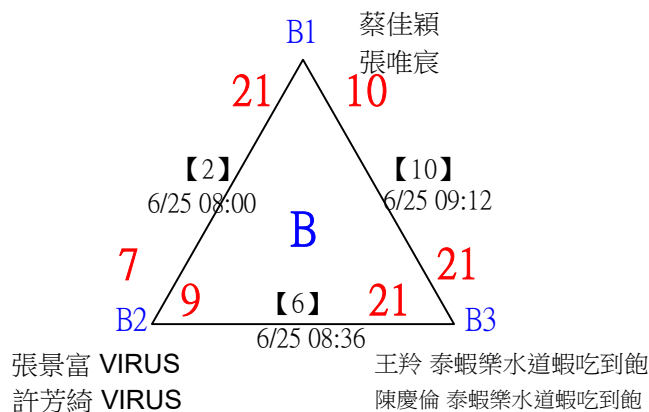 B1
蔡佳穎
張唯宸
21
10
【2】
6/25 08:00
【10】
6/25 09:12
B
7
21
9
【6】
21
B2
6/25 08:36
B3
張景富 VIRUS
許芳綺 VIRUS
王羚 泰蝦樂水道蝦吃到飽
陳慶倫 泰蝦樂水道蝦吃到飽